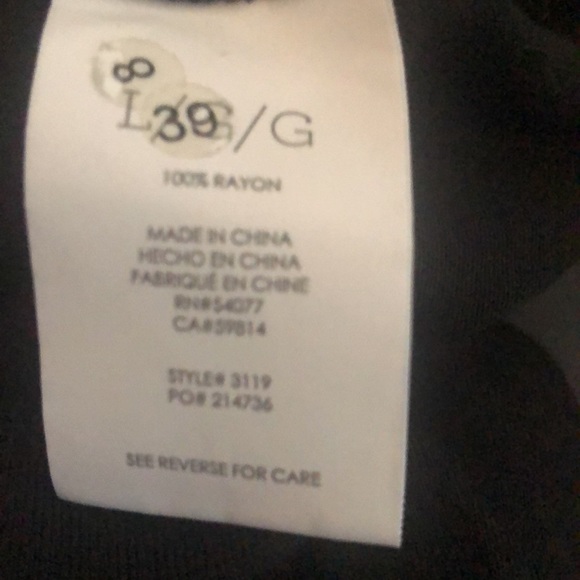 8
L/G/G
39
100% RAYON
MADE IN CHINA
HECHO EN CHINA
FABRIQUÉ EN CHINE
RN#54077
CA#59814
STYLE# 3119
PO# 214736
SEE REVERSE FOR CARE